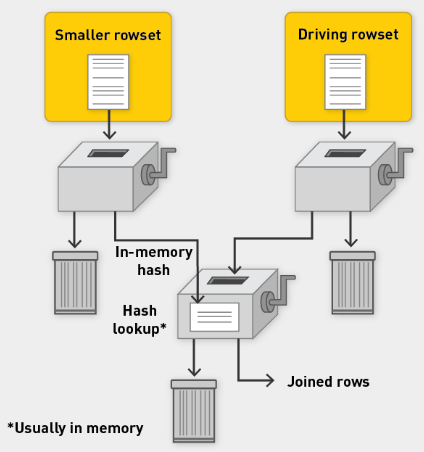 Smaller rowset
Driving rowset
In-memory
hash
Hash
lookup*
Joined rows
*Usually in memory